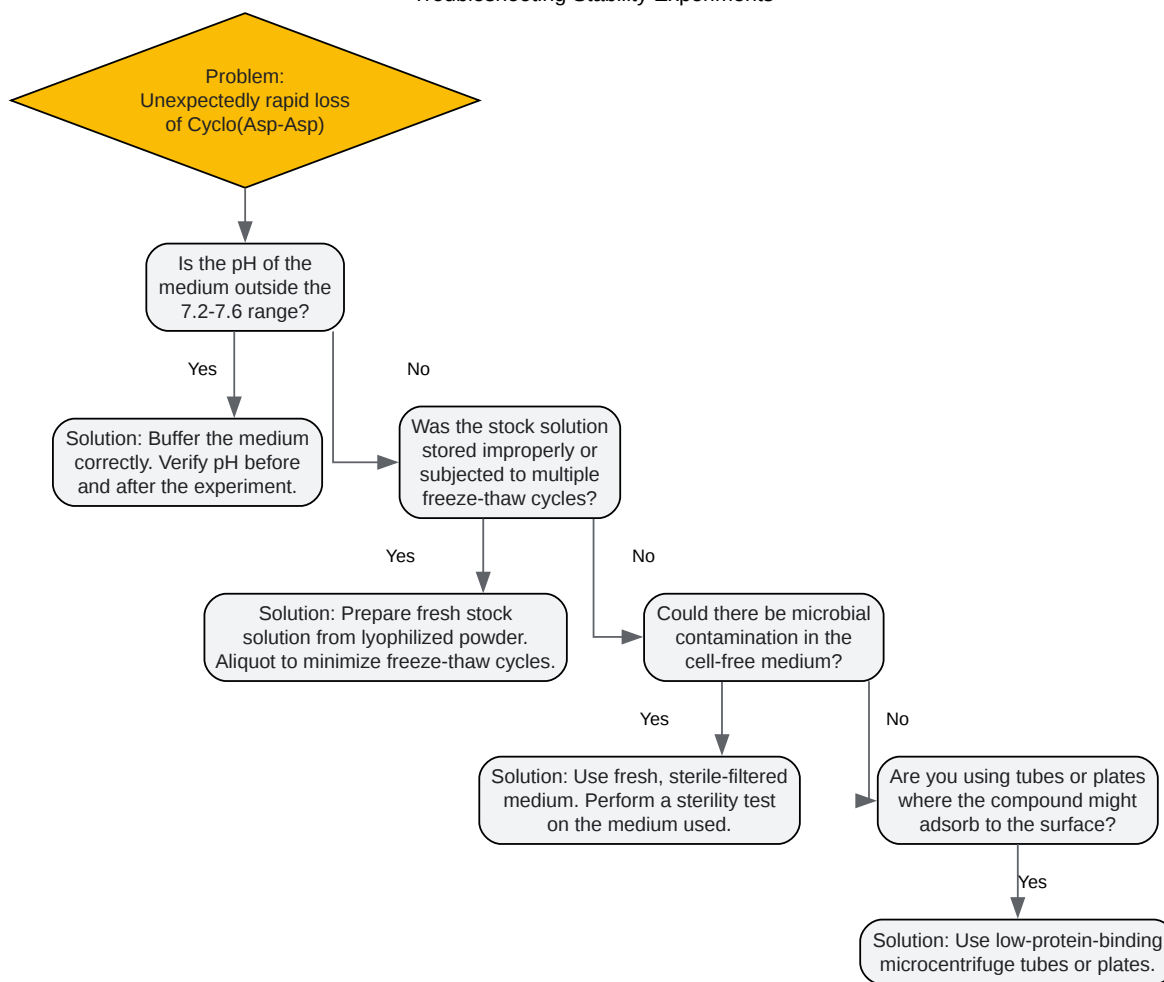 Troubleshooting Stability Experiments
Problem:
Unexpectedly rapid loss
of Cyclo(Asp-Asp)
Is the pH of the
medium outside the
7.2-7.6 range?
Yes
No
Solution: Buffer the medium
correctly. Verify pH before
and after the experiment.
Was the stock solution
stored improperly or
subjected to multiple
freeze-thaw cycles?
Yes
No
Solution: Prepare fresh stock
solution from lyophilized powder.
Aliquot to minimize freeze-thaw cycles.
Could there be microbial
contamination in the
cell-free medium?
Yes
No
Solution: Use fresh, sterile-filtered
medium. Perform a sterility test
on the medium used.
Are you using tubes or plates
where the compound might
adsorb to the surface?
Yes
Solution: Use low-protein-binding
microcentrifuge tubes or plates.